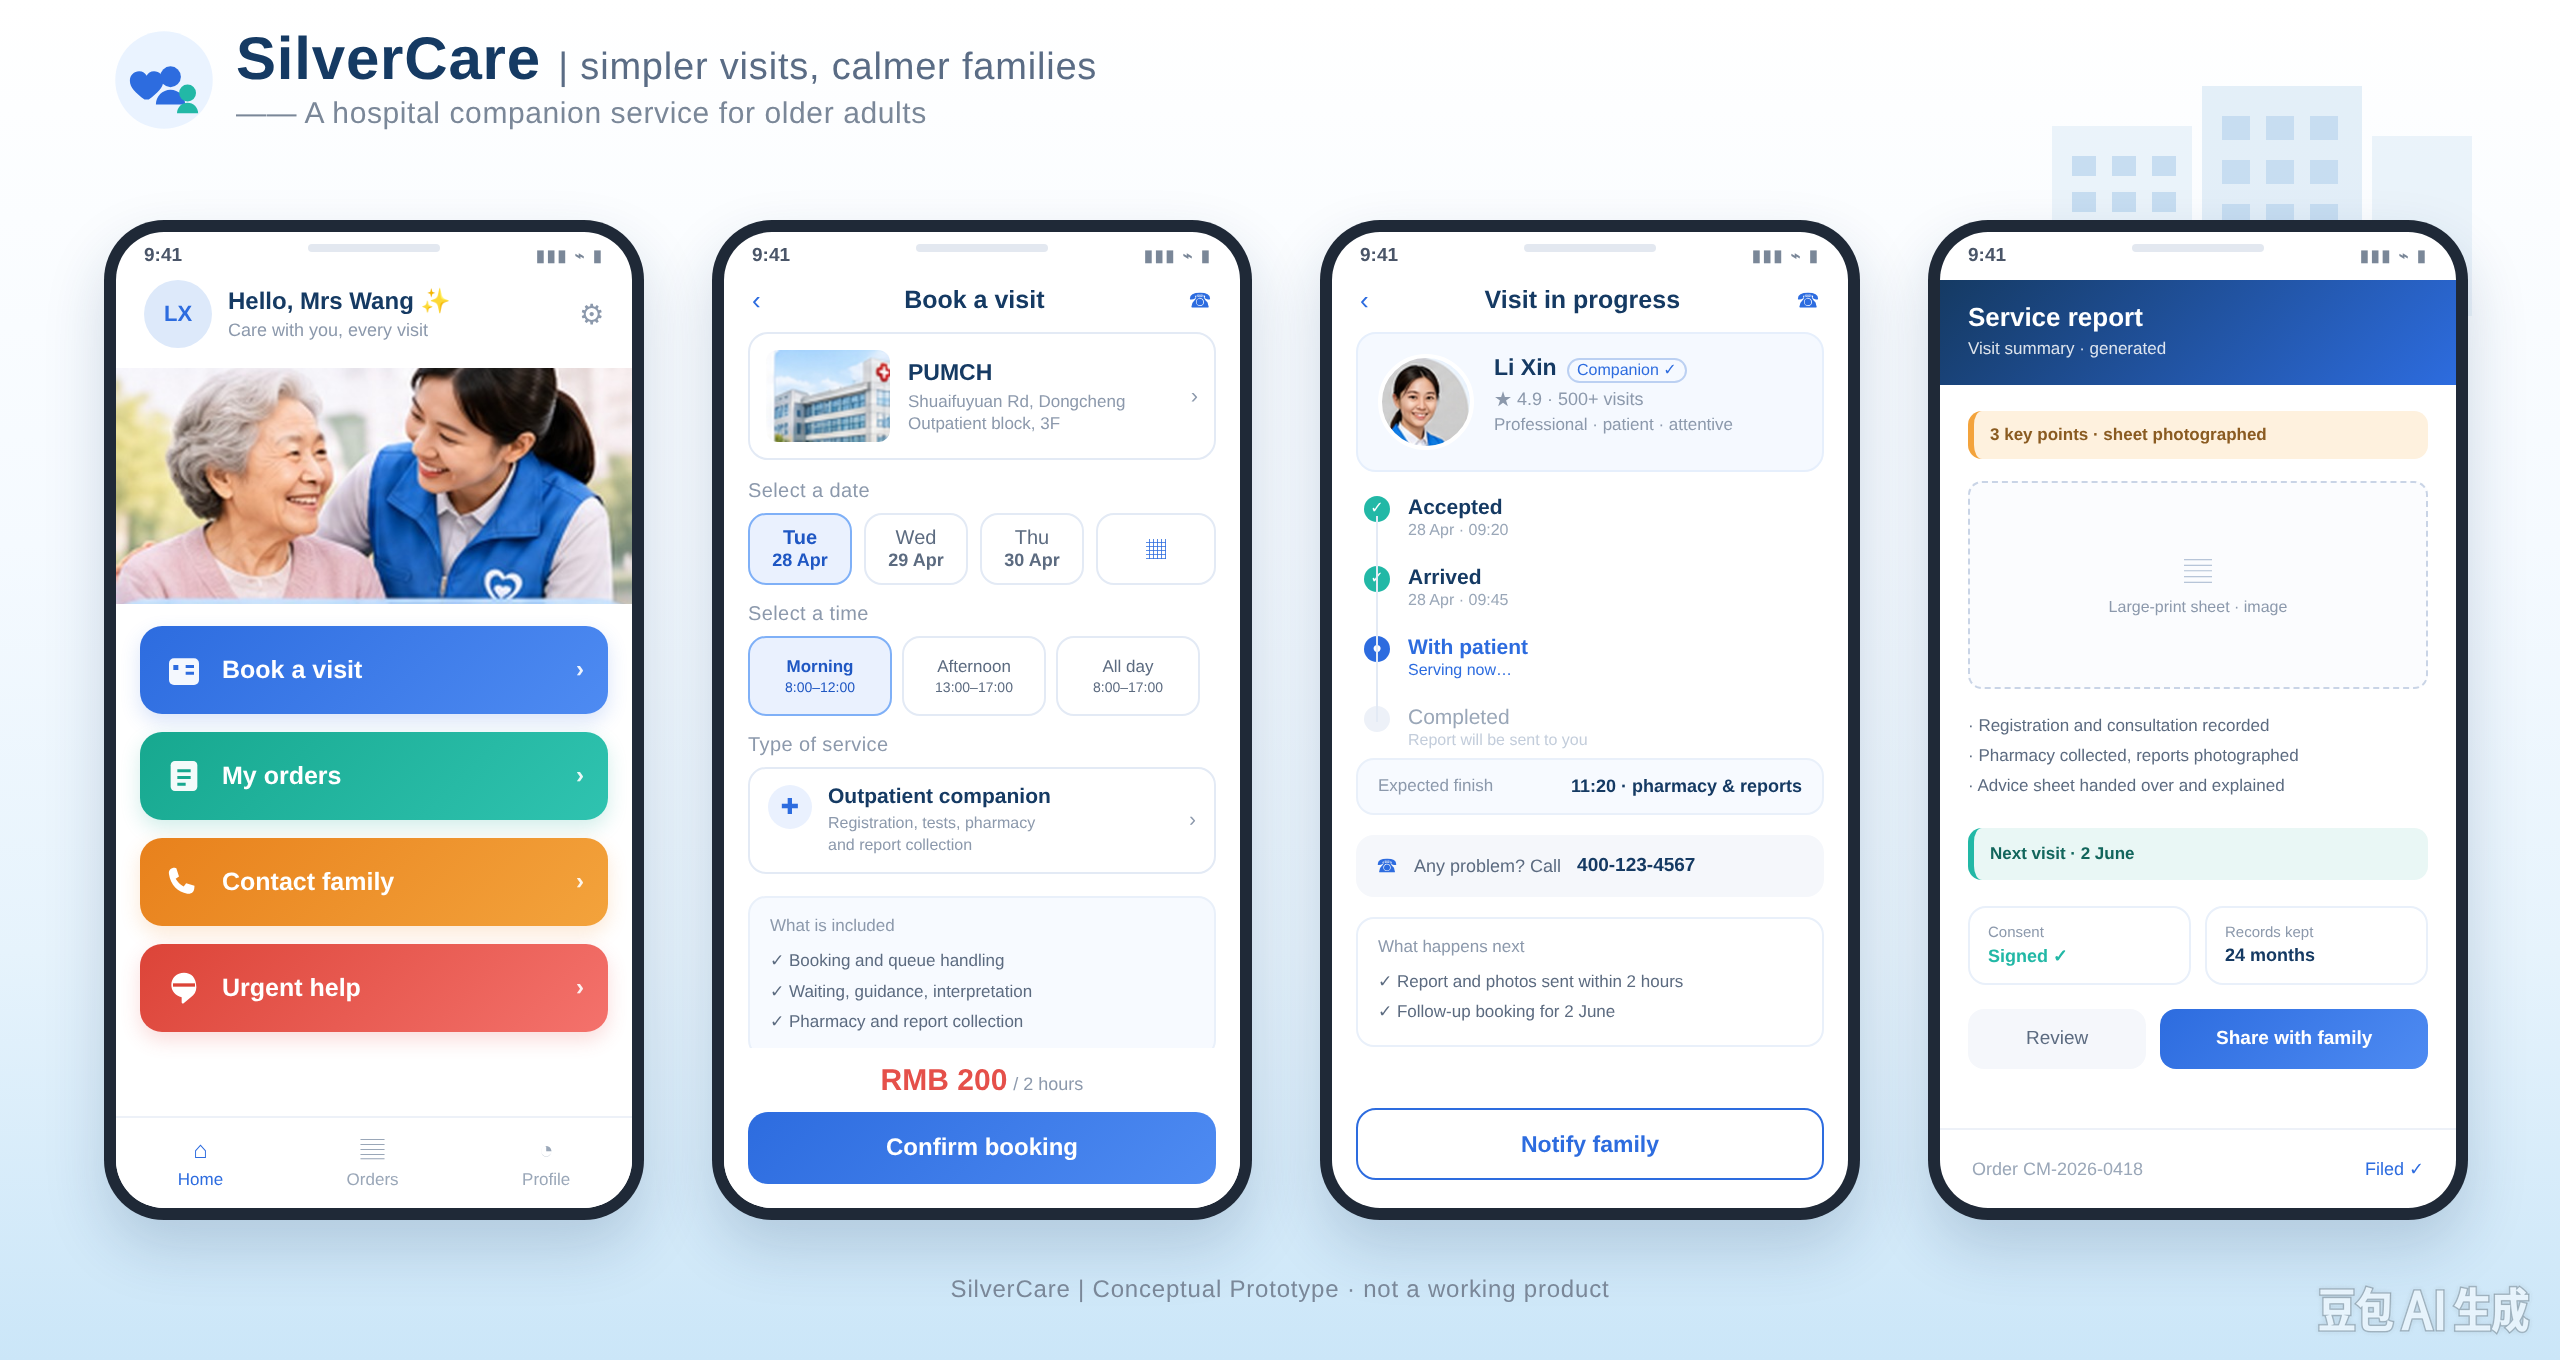 SilverCare | simpler visits, calmer families
—— A hospital companion service for older adults
9:41
LX
Hello, Mrs Wang ✨
Care with you, every visit
Book a visit
My orders
Contact family
Urgent help
Home
Orders
Profile
9:41
Book a visit
PUMCH
Shuaifuyuan Rd, Dongcheng
Outpatient block, 3F
Select a date
Tue
28 Apr
Wed
29 Apr
Thu
30 Apr
Select a time
Morning
8:00–12:00
Afternoon
13:00–17:00
All day
8:00–17:00
Type of service
Outpatient companion
Registration, tests, pharmacy
and report collection
What is included
✓ Booking and queue handling
✓ Waiting, guidance, interpretation
✓ Pharmacy and report collection
RMB 200 / 2 hours
Confirm booking
9:41
Visit in progress
Li Xin Companion ✓
★ 4.9 · 500+ visits
Professional · patient · attentive
Accepted
28 Apr · 09:20
Arrived
28 Apr · 09:45
With patient
Serving now…
Completed
Report will be sent to you
Expected finish 11:20 · pharmacy & reports
Any problem? Call 400-123-4567
What happens next
✓ Report and photos sent within 2 hours
✓ Follow-up booking for 2 June
Notify family
9:41
Service report
Visit summary · generated
3 key points · sheet photographed
Large-print sheet · image
· Registration and consultation recorded
· Pharmacy collected, reports photographed
· Advice sheet handed over and explained
Next visit · 2 June
Consent
Signed ✓
Records kept
24 months
Review
Share with family
Order CM-2026-0418
Filed ✓
SilverCare | Conceptual Prototype · not a working product
豆包AI生成